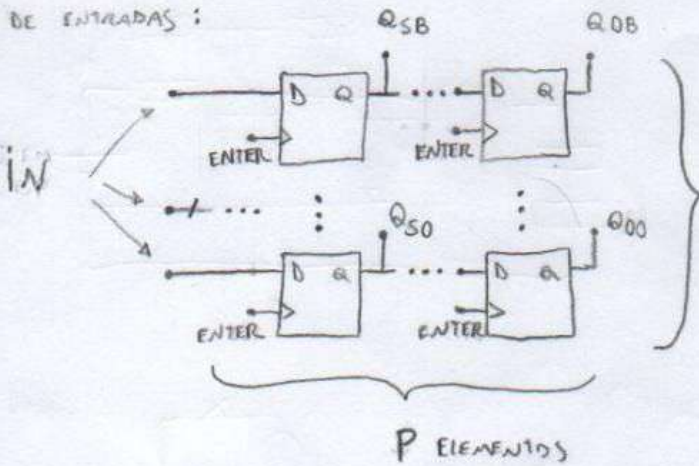 DE ENTRADAS :
QSB QOB
D Q D Q
ENTER ENTER
IN
QSO QOO
D Q D Q
ENTER ENTER
P ELEMENTOS